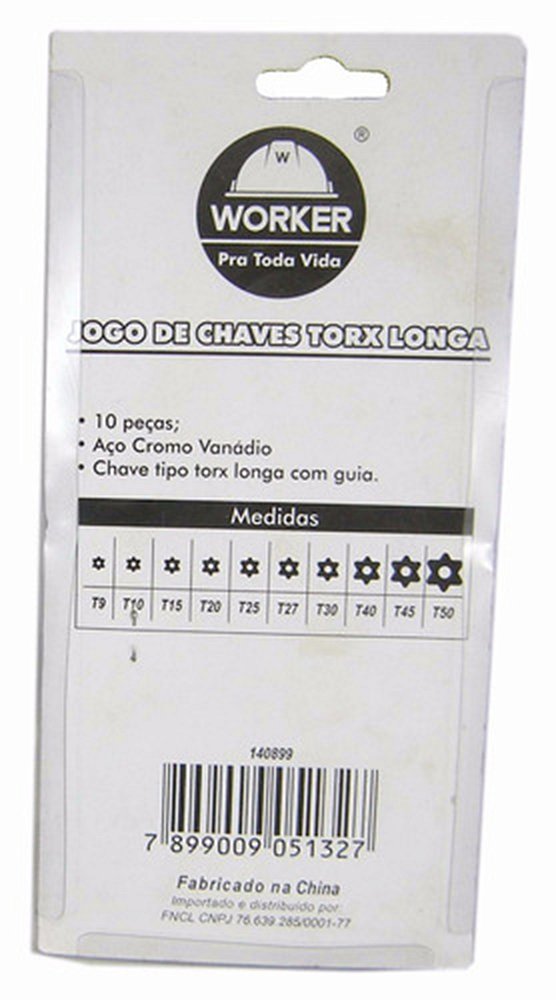 W
®
WORKER
Pra Toda Vida
JOGO DE CHAVES TORX LONGA
• 10 peças;
• Aço Cromo Vanádio
• Chave tipo torx longa com guia.
Medidas
T9 T10 T15 T20 T25 T27 T30 T40 T45 T50
140899
7 899009 051327
Fabricado na China
Importado e distribuído por:
FNCL CNPJ 76.639.285/0001-77